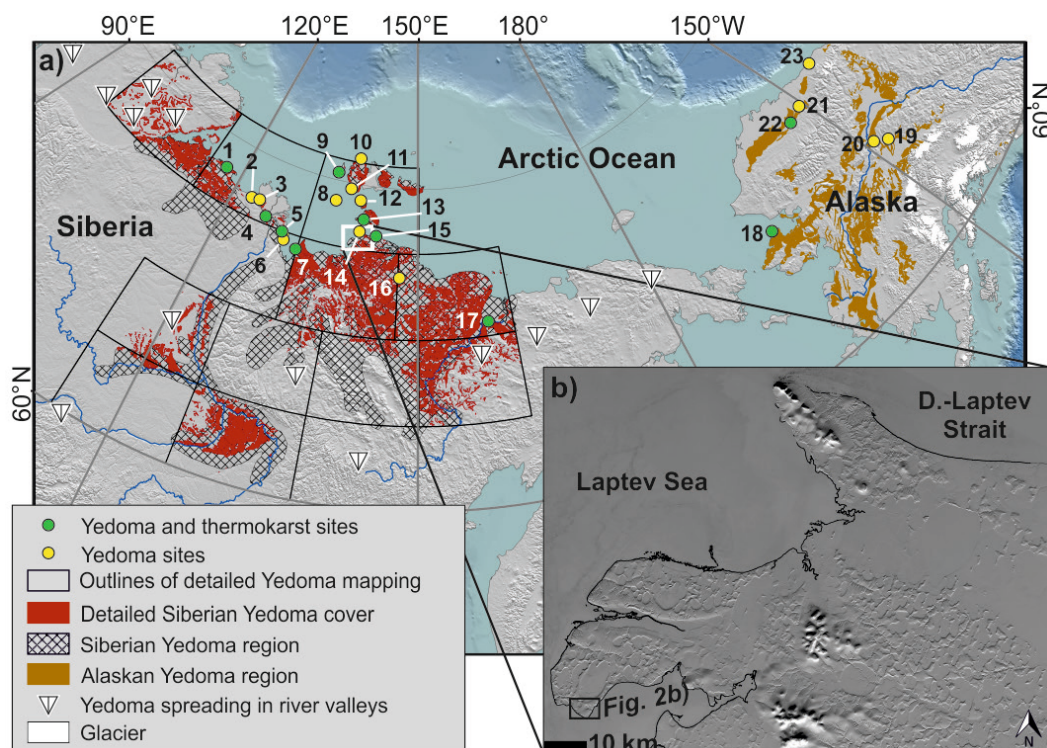 90°E
120°E
150°E
180°E
150°W
a)
23
60°N
1
2
9
10
22
21
20
19
3
8
11
Arctic Ocean
Alaska
Siberia
12
5
13
4
15
18
6
7
14
16
17
60°N
b)
D.-Laptev
Strait
Laptev Sea
Yedoma and thermokarst sites
Yedoma sites
Outlines of detailed Yedoma mapping
Detailed Siberian Yedoma cover
Siberian Yedoma region
Alaskan Yedoma region
Yedoma spreading in river valleys
Glacier
Fig. 2b)
10 km
N